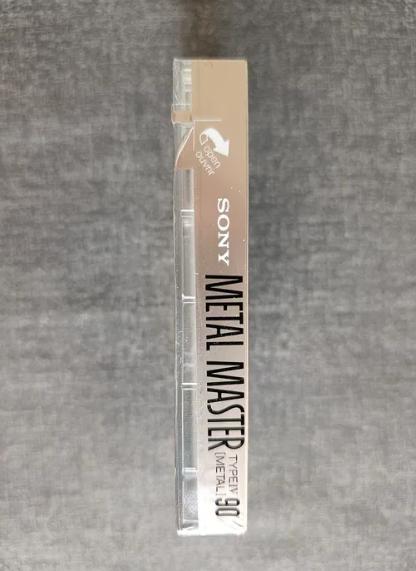 open
ouvrir
SONY
METAL MASTER
TYPE IV
[METAL]
90